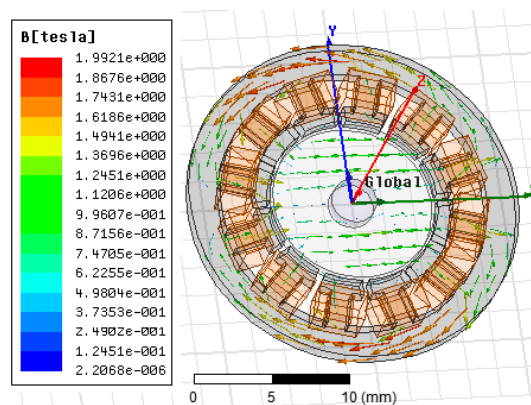 B[tesla]
1.9921e+000
1.8676e+000
1.7431e+000
1.6186e+000
1.4941e+000
1.3696e+000
1.2451e+000
1.1206e+000
9.9607e-001
8.7156e-001
7.4705e-001
6.2255e-001
4.9804e-001
3.7353e-001
2.4902e-001
1.2451e-001
2.2068e-006
Y
Z
Global
0 5 10 (mm)